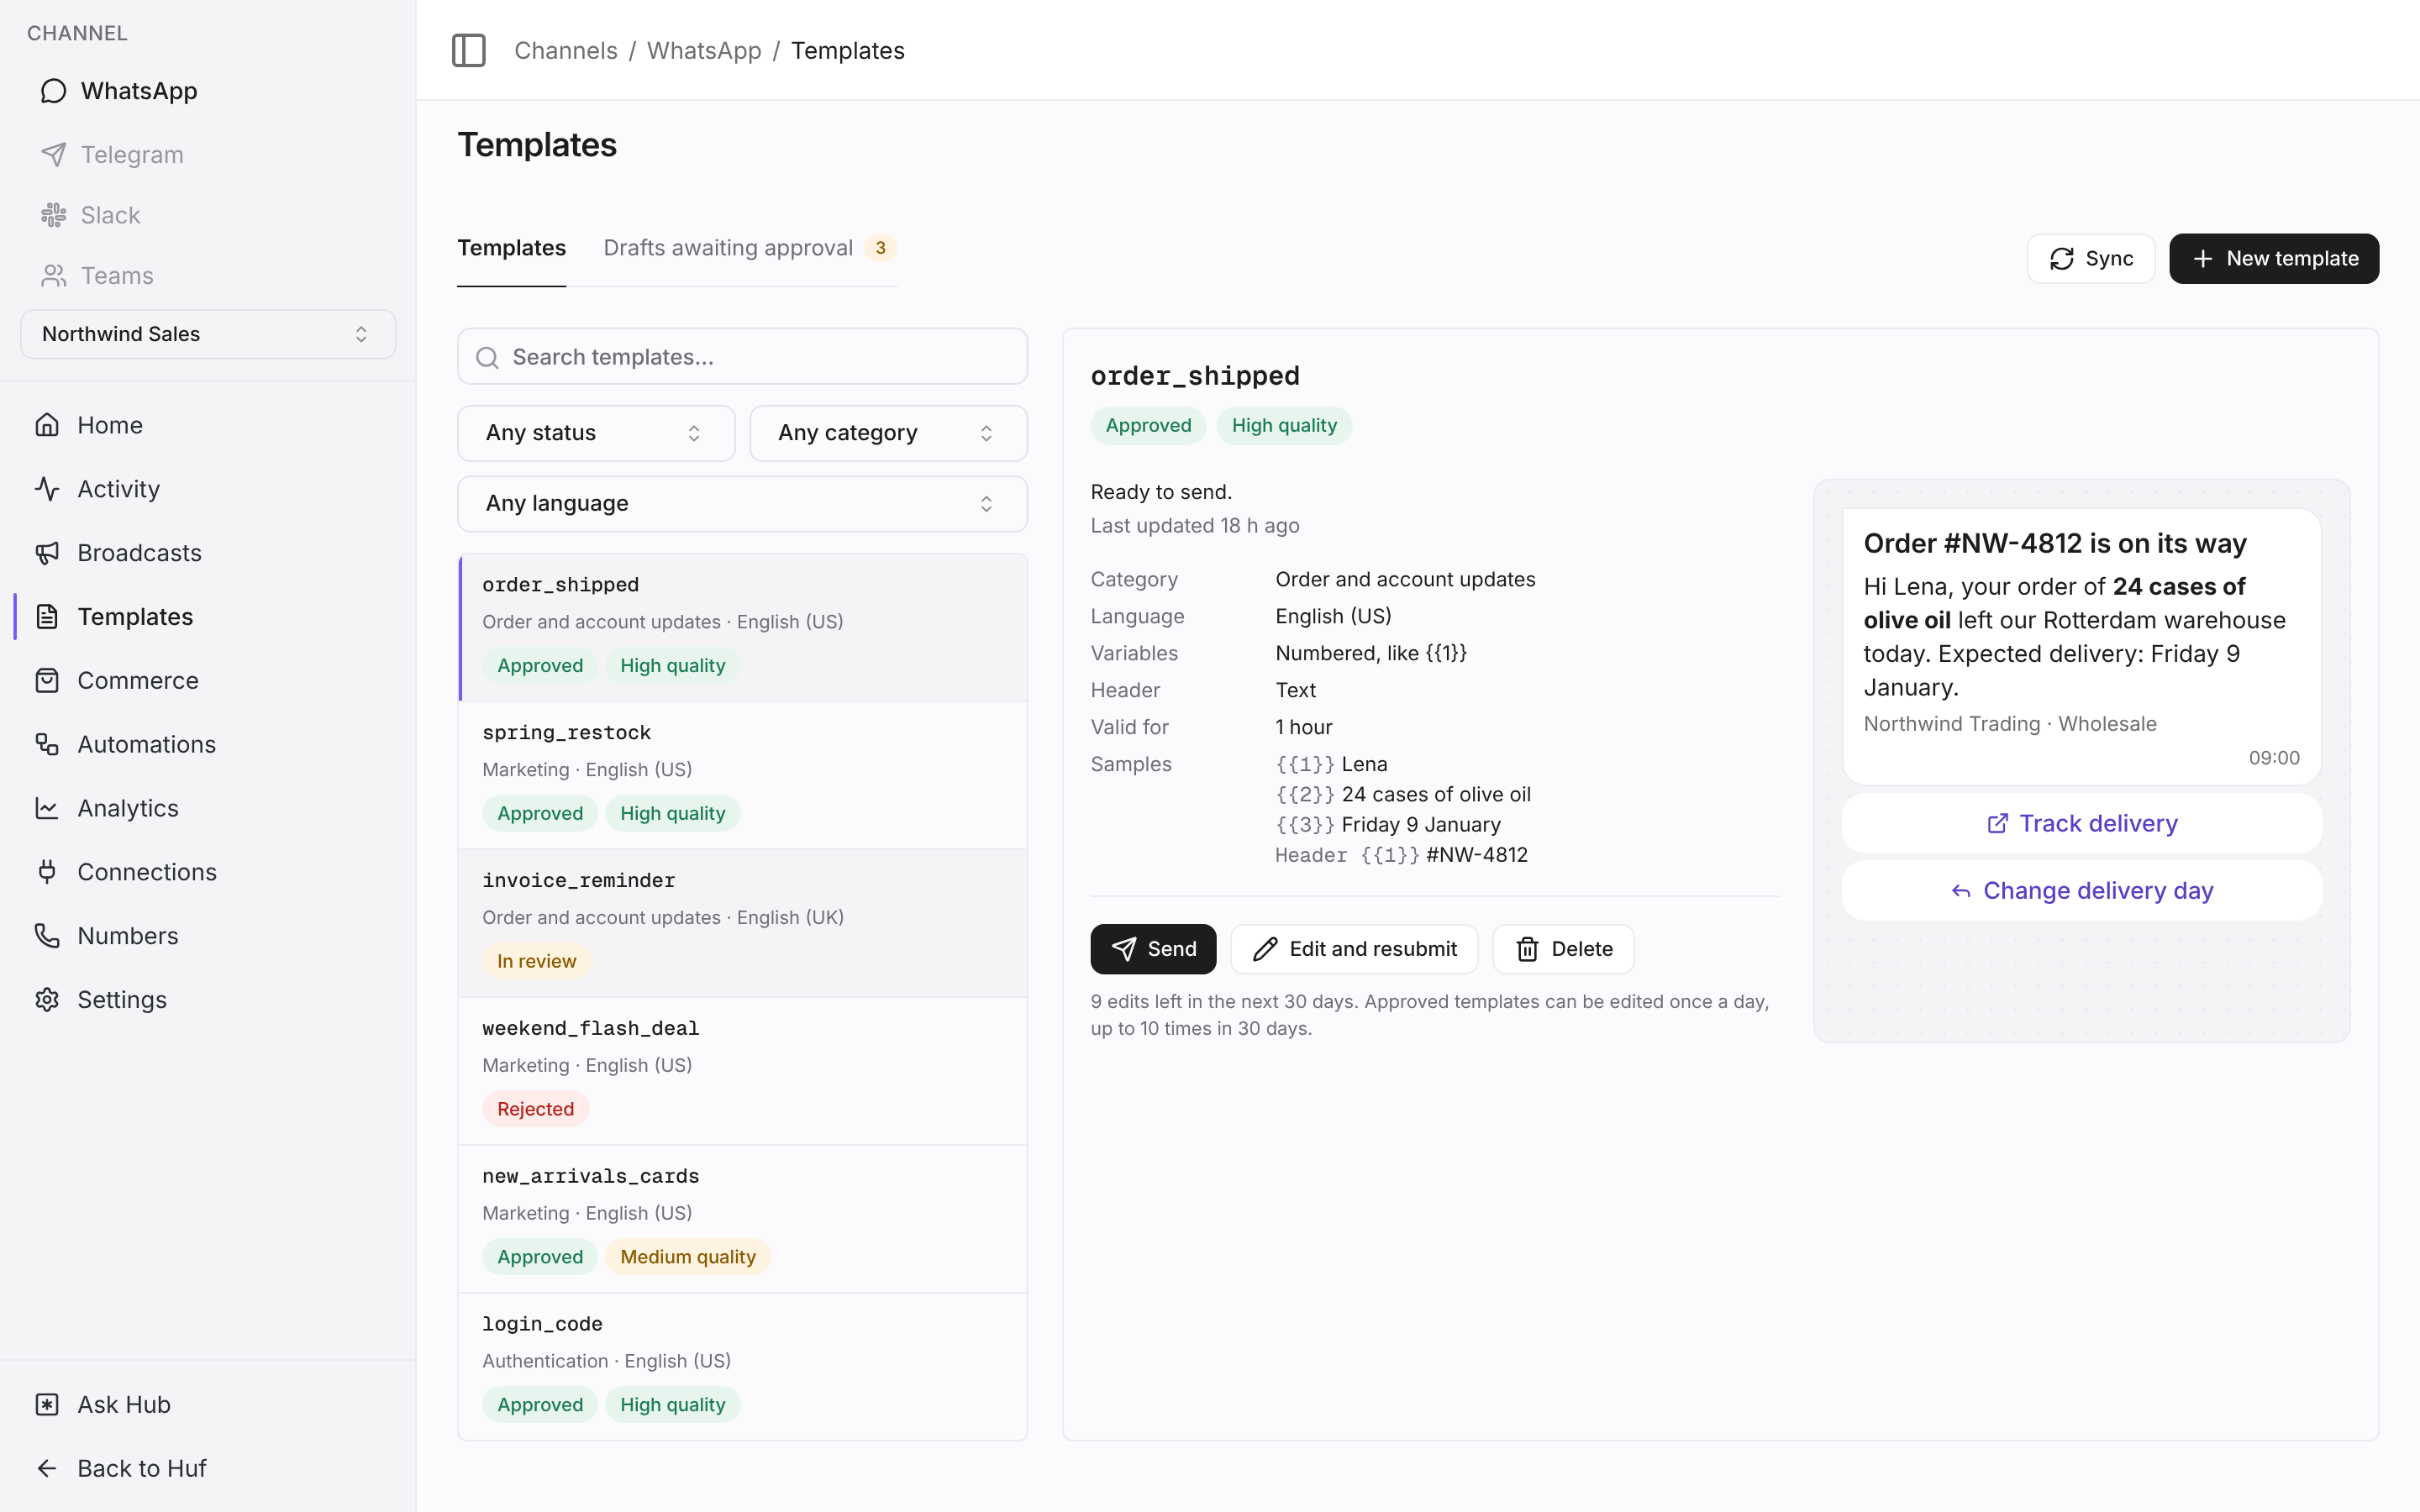 CHANNEL
WhatsApp
Telegram
Slack
Teams
Northwind Sales
Home
Activity
Broadcasts
Templates
Commerce
Automations
Analytics
Connections
Numbers
Settings
Ask Hub
Back to Huf
Channels / WhatsApp / Templates
Templates
Templates
Drafts awaiting approval 3
Sync
New template
Search templates...
Any status
Any category
Any language
order_shipped
Order and account updates · English (US)
Approved High quality
spring_restock
Marketing · English (US)
Approved High quality
invoice_reminder
Order and account updates · English (UK)
In review
weekend_flash_deal
Marketing · English (US)
Rejected
new_arrivals_cards
Marketing · English (US)
Approved Medium quality
login_code
Authentication · English (US)
Approved High quality
order_shipped
Approved High quality
Ready to send.
Last updated 18 h ago
Category Order and account updates
Language English (US)
Variables Numbered, like {{1}}
Header Text
Valid for 1 hour
Samples {{1}} Lena
{{2}} 24 cases of olive oil
{{3}} Friday 9 January
Header {{1}} #NW-4812
Send
Edit and resubmit
Delete
9 edits left in the next 30 days. Approved templates can be edited once a day,
up to 10 times in 30 days.
Order #NW-4812 is on its way
Hi Lena, your order of 24 cases of
olive oil left our Rotterdam warehouse
today. Expected delivery: Friday 9
January.
Northwind Trading · Wholesale
09:00
Track delivery
Change delivery day